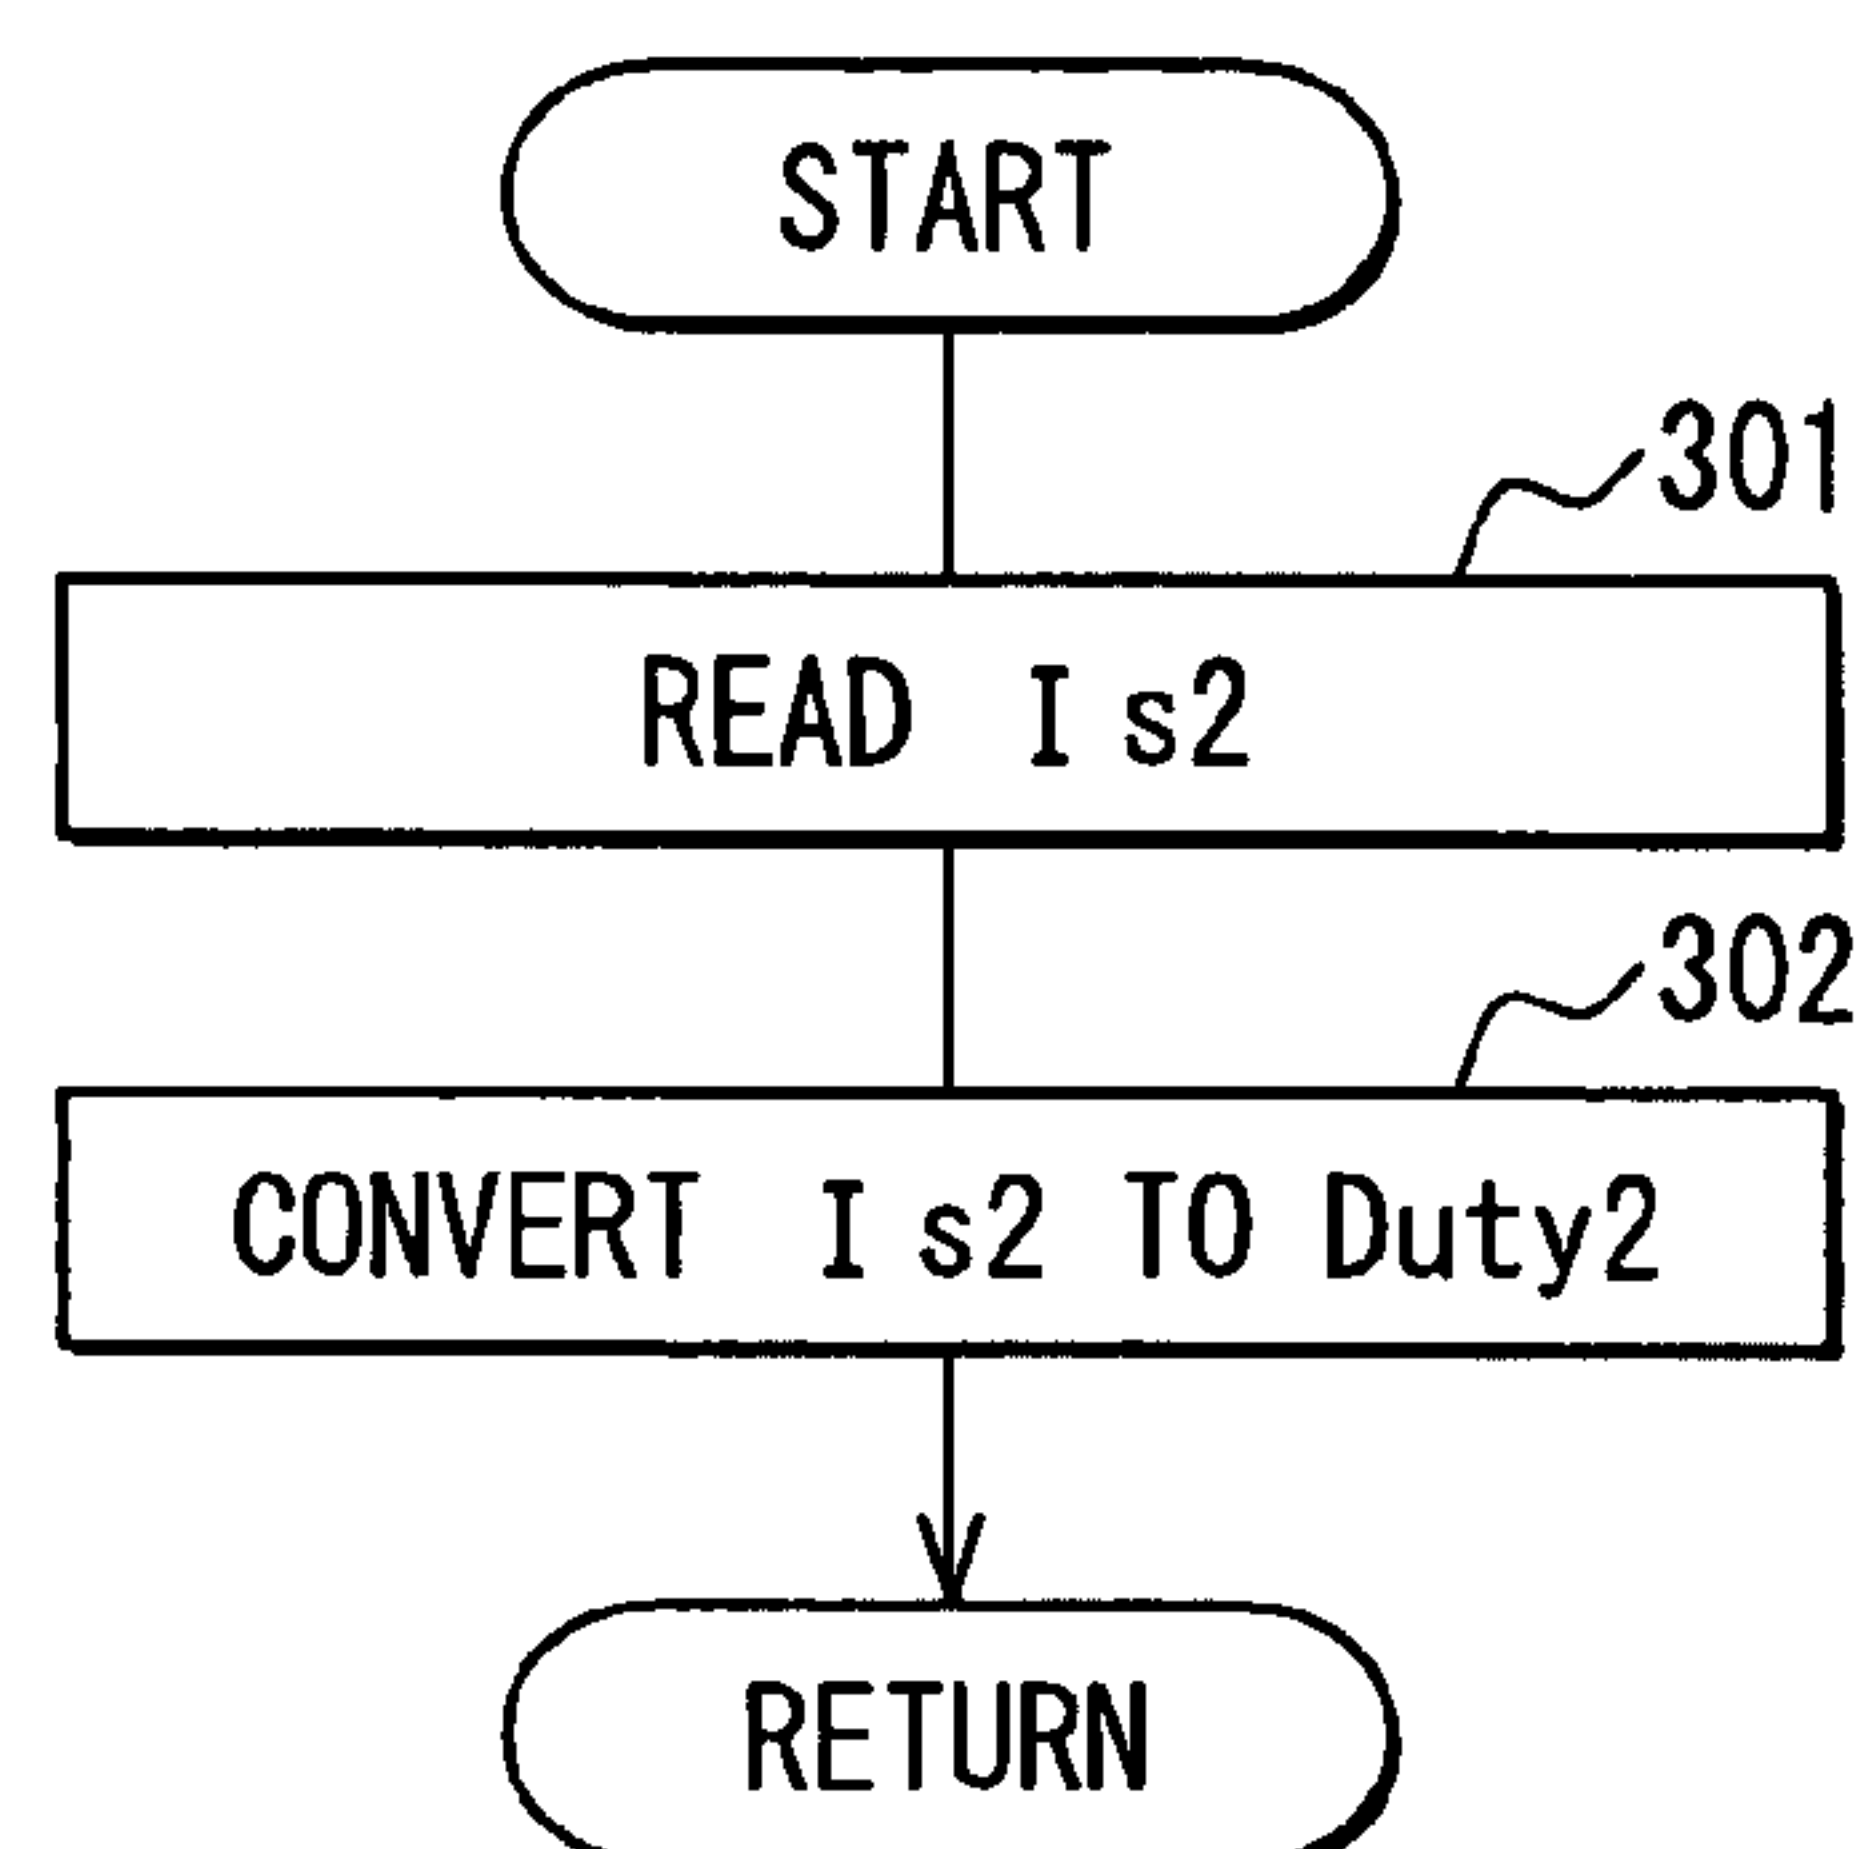 START
301
READ Is2
302
CONVERT Is2 TO Duty2
RETURN